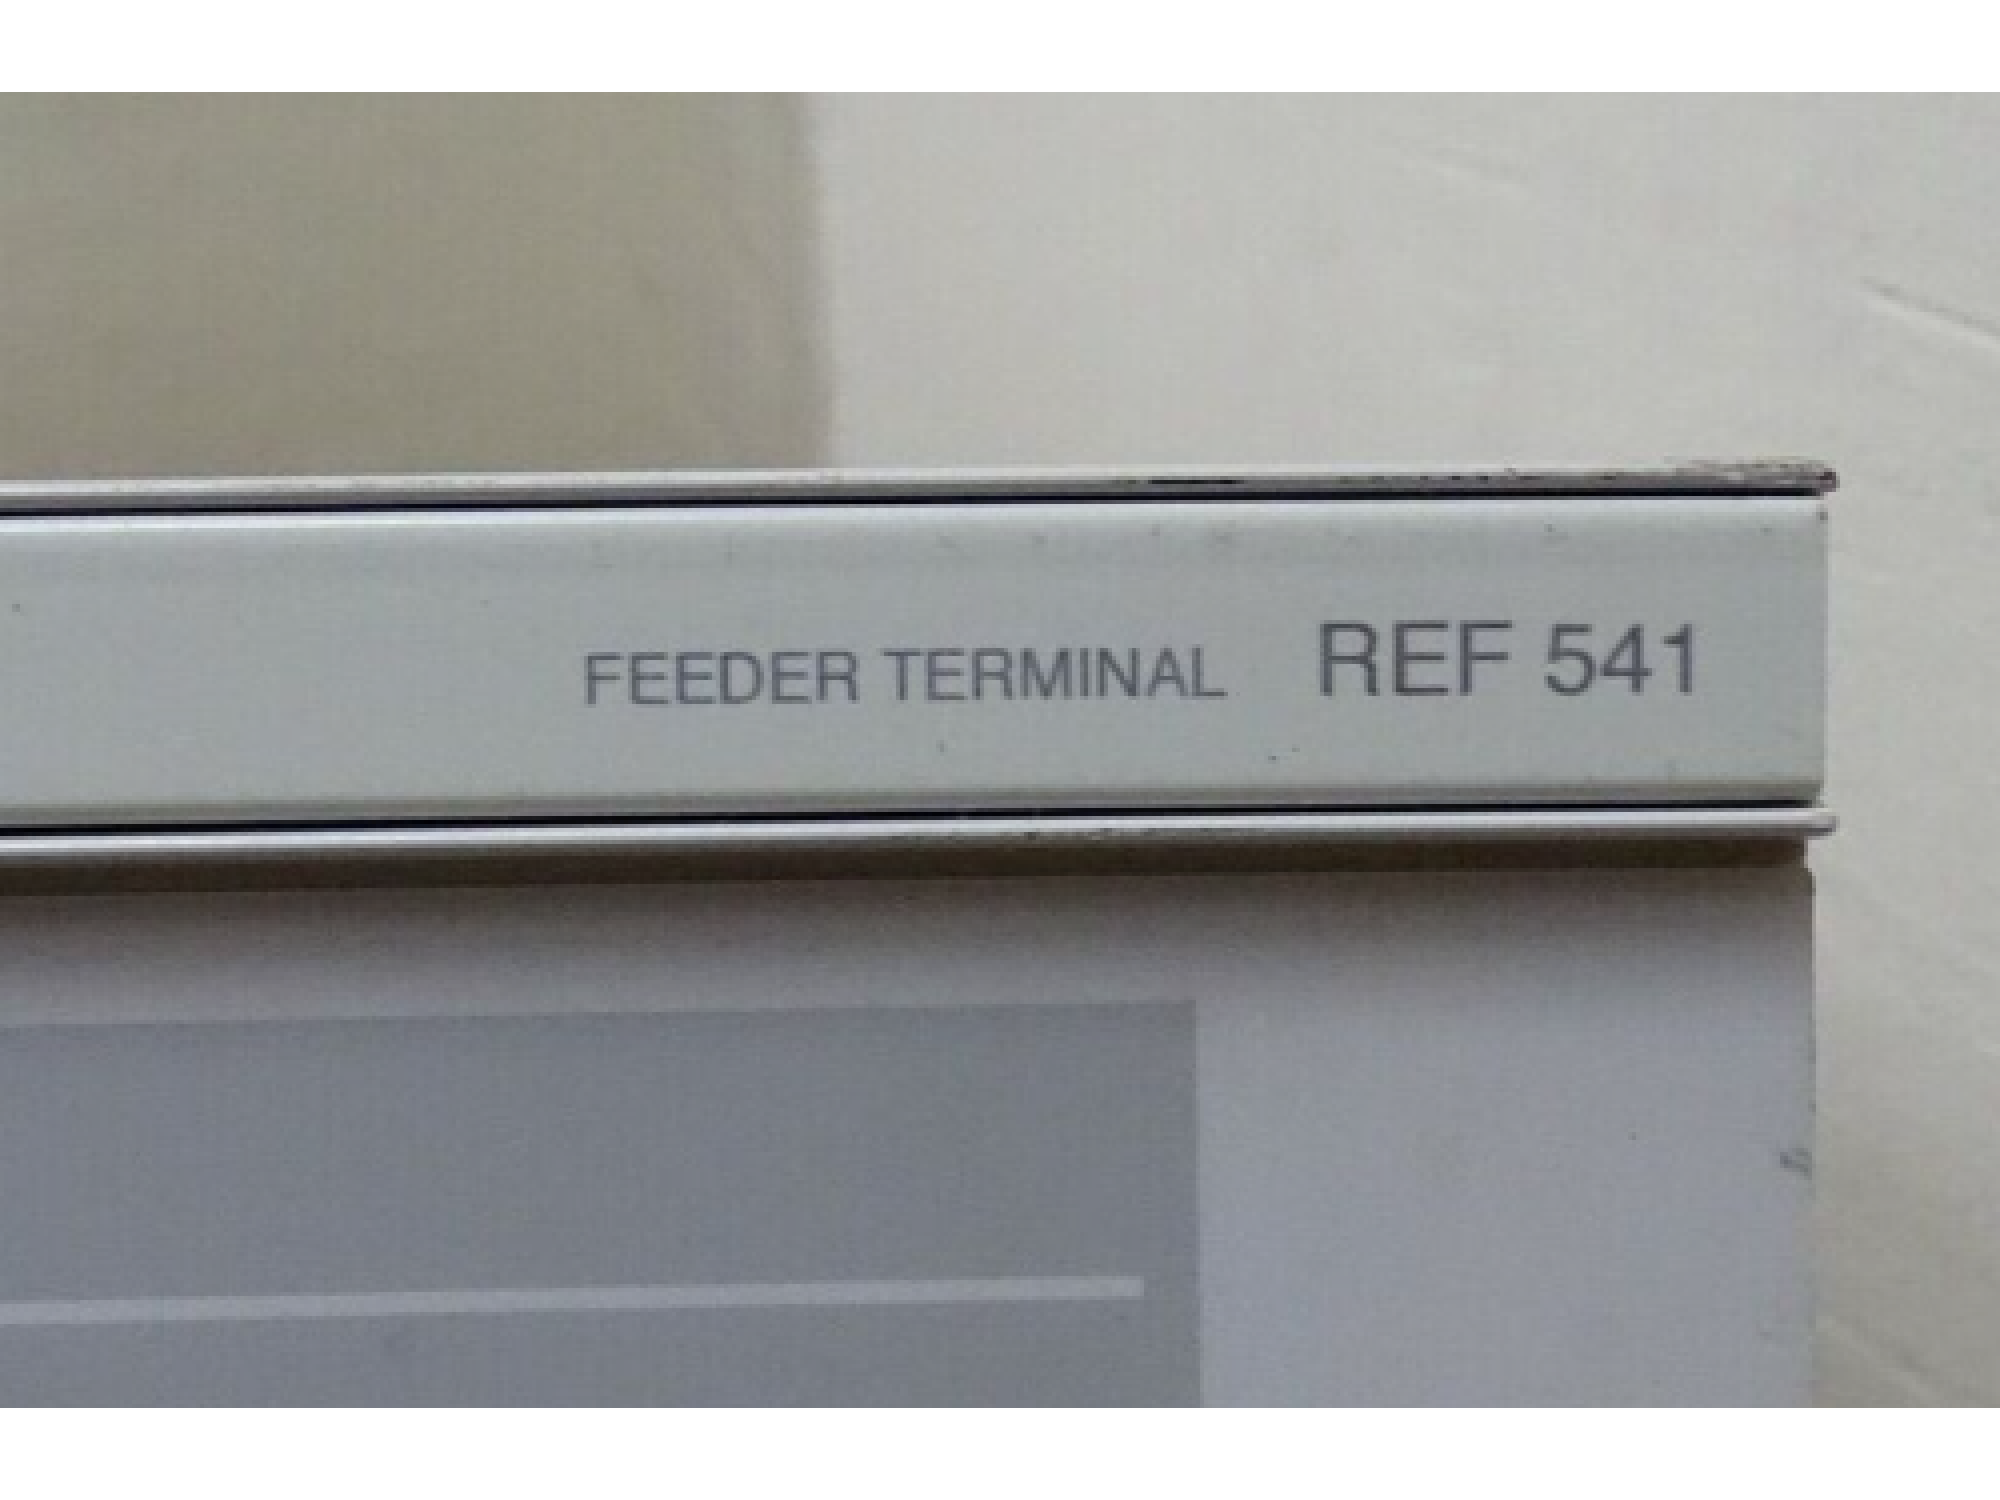 FEEDER TERMINAL REF 541